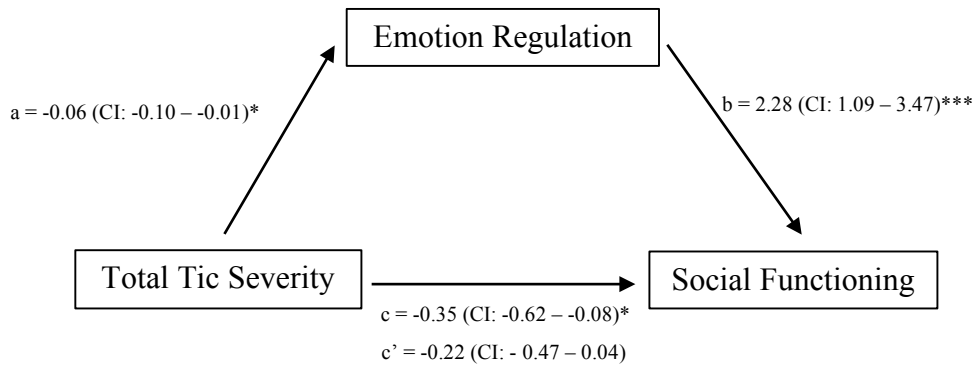 Emotion Regulation
a = -0.06 (CI: -0.10 – -0.01)*
b = 2.28 (CI: 1.09 – 3.47)***
Total Tic Severity
Social Functioning
c = -0.35 (CI: -0.62 – -0.08)*
c’ = -0.22 (CI: - 0.47 – 0.04)